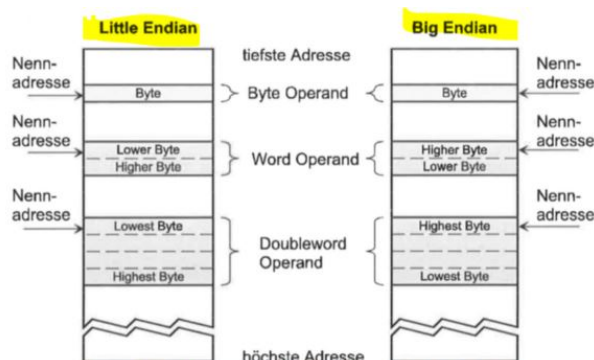 Little Endian
Big Endian
tiefste Adresse
Nenn-
adresse
Byte
Byte Operand
Byte
Nenn-
adresse
Nenn-
adresse
Lower Byte
Higher Byte
Word Operand
Higher Byte
Lower Byte
Nenn-
adresse
Nenn-
adresse
Lowest Byte
Highest Byte
Doubleword
Operand
Highest Byte
Lowest Byte
Nenn-
adresse
höchste Adresse